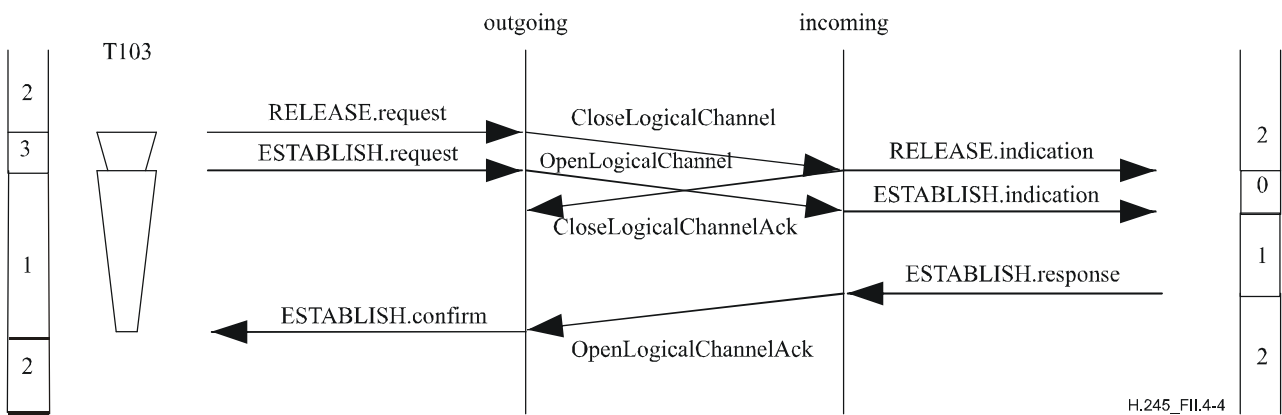 outgoing incoming
T103
2
RELEASE.request CloseLogicalChannel
2
3
ESTABLISH.request OpenLogicalChannel RELEASE.indication
0
ESTABLISH.indication
CloseLogicalChannelAck
1
1
ESTABLISH.response
ESTABLISH.confirm
OpenLogicalChannelAck
2
2
H.245_FII.4-4